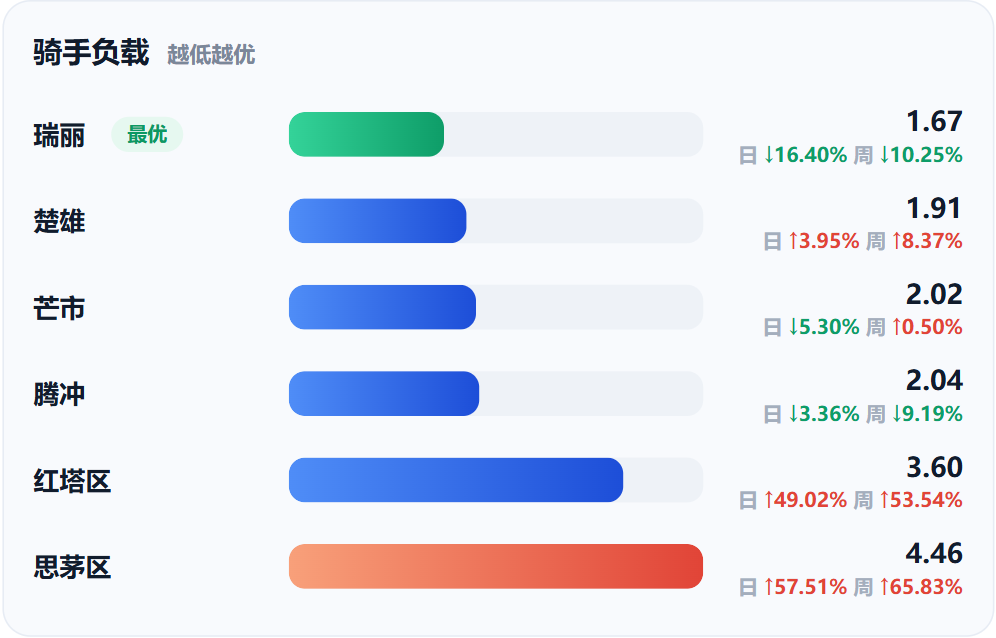 骑手负载 越低越优
瑞丽 最优 1.67
日 ↓16.40% 周 ↓10.25%
楚雄 1.91
日 ↑3.95% 周 ↑8.37%
芒市 2.02
日 ↓5.30% 周 ↑0.50%
腾冲 2.04
日 ↓3.36% 周 ↓9.19%
红塔区 3.60
日 ↑49.02% 周 ↑53.54%
思茅区 4.46
日 ↑57.51% 周 ↑65.83%